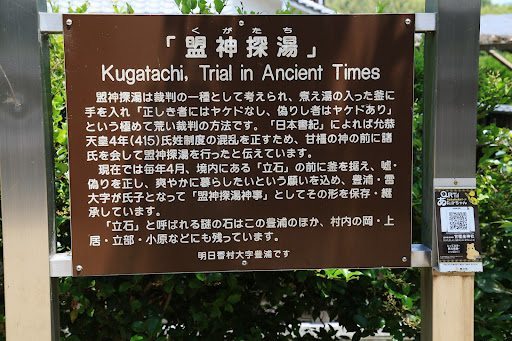 くがたち
「盟神探湯」
Kugatachi, Trial in Ancient Times
盟神探湯は裁判の一種として考えられ、煮え湯の入った釜に
手を入れ「正しき者にはヤケドなし、偽りし者はヤケドあり」
という極めて荒い裁判の方法です。「日本書紀」によれば允恭
天皇4年(415)氏姓制度の混乱を正すため、甘樫の神の前に諸
氏を会して盟神探湯を行ったと伝えています。
現在では毎年4月、境内にある「立石」の前に釜を据え、嘘・
偽りを正し、爽やかに暮らしたいという願いを込め、豊浦・雷
大字が氏子となって「盟神探湯神事」としてその形を保存・継
承しています。
「立石」と呼ばれる謎の石はこの豊浦のほか、村内の岡・上
居・立部・小原などにも残っています。
明日香村大字豊浦です